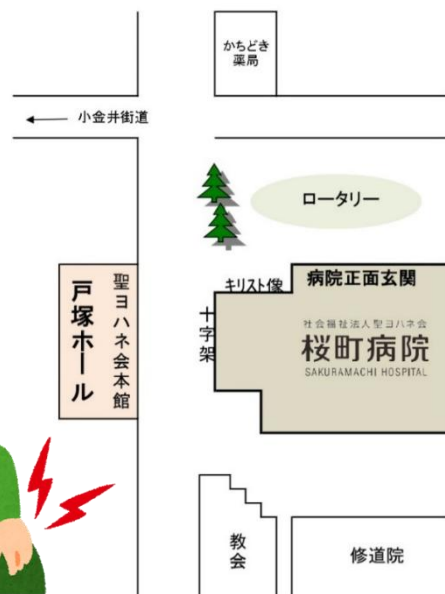 かちどき
薬局
← 小金井街道
ロータリー
キリスト像
病院正面玄関
十字架
社会福祉法人聖ヨハネ会
桜町病院
SAKURAMACHI HOSPITAL
聖ヨハネ会本館
戸塚ホール
教会
修道院